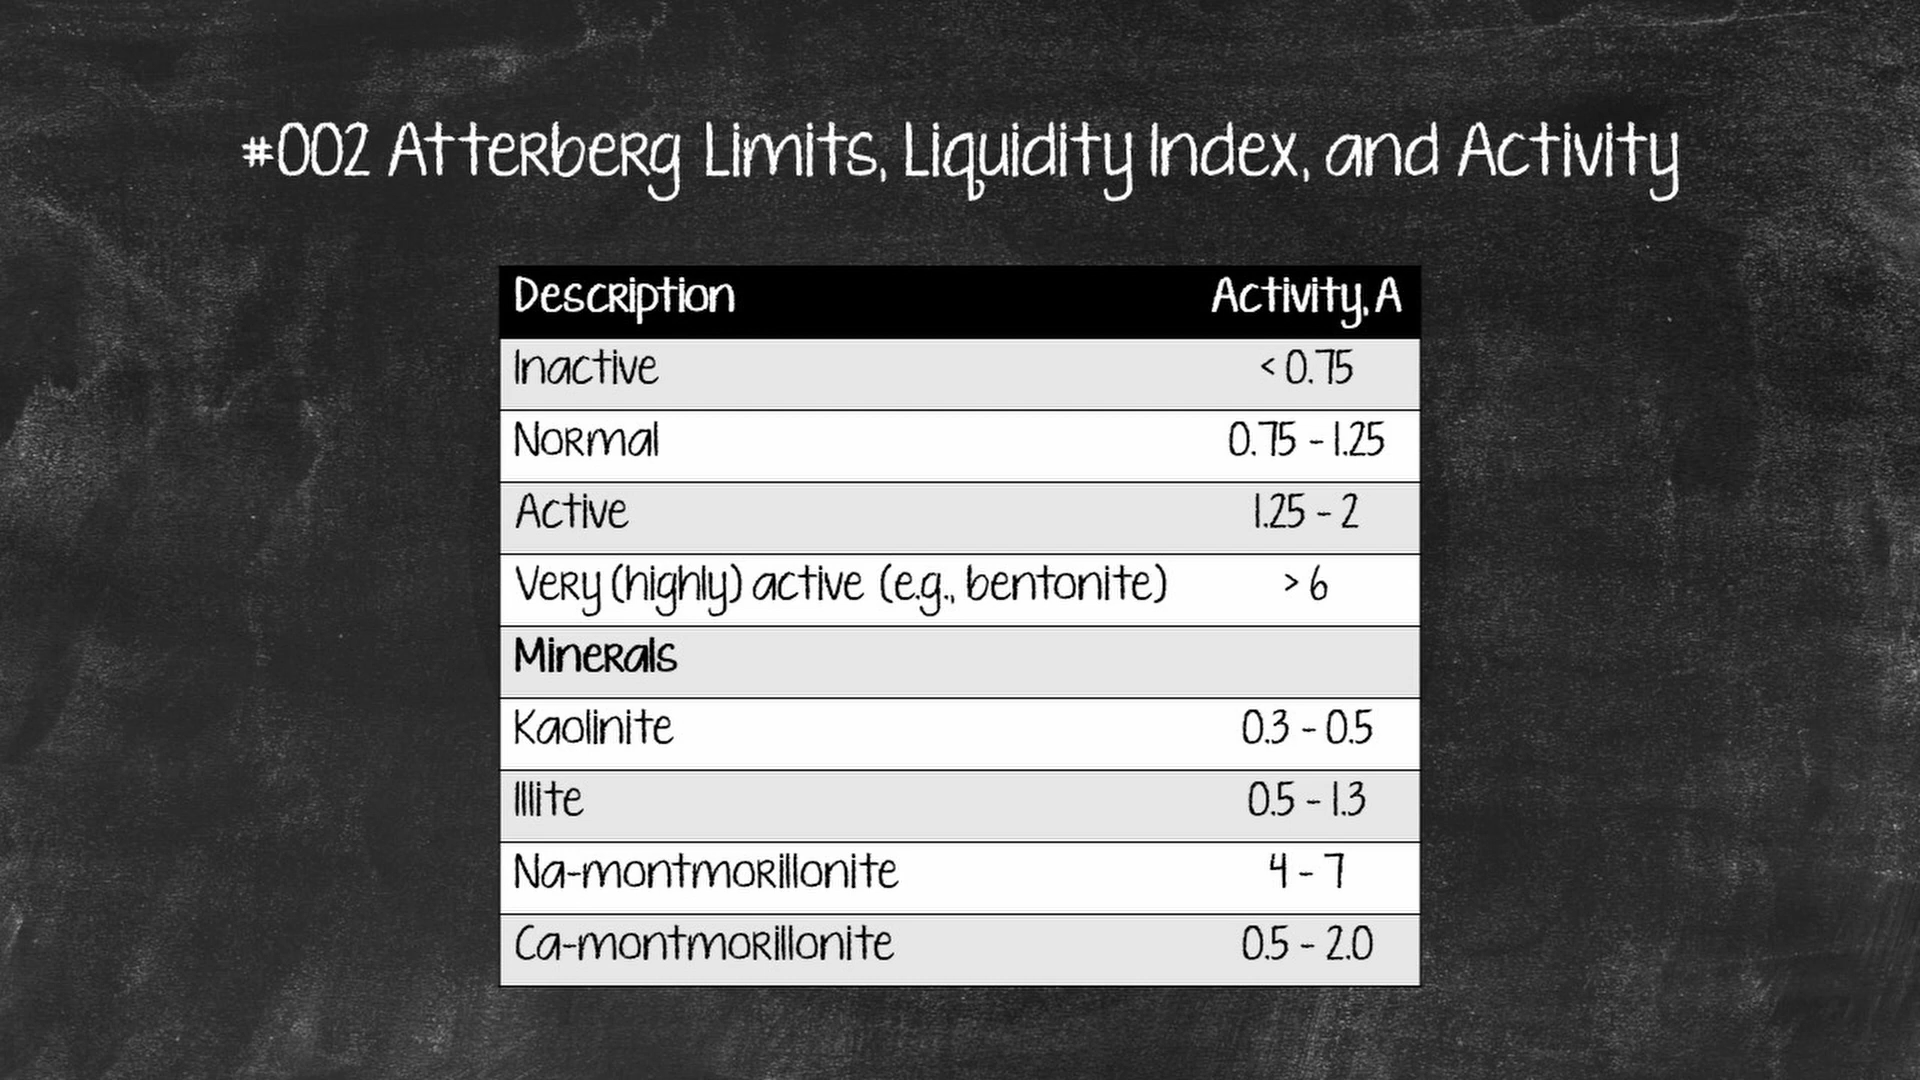 #002 Atterberg Limits, Liquidity Index, and Activity
Description Activity, A
Inactive < 0.75
Normal 0.75 - 1.25
Active 1.25 - 2
Very (highly) active (e.g., bentonite) > 6
Minerals
Kaolinite 0.3 - 0.5
Illite 0.5 - 1.3
Na-montmorillonite 4 - 7
Ca-montmorillonite 0.5 - 2.0